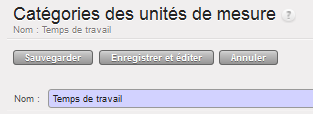 Catégories des unités de mesure ?
Nom : Temps de travail
Sauvegarder Enregistrer et éditer Annuler
Nom : Temps de travail